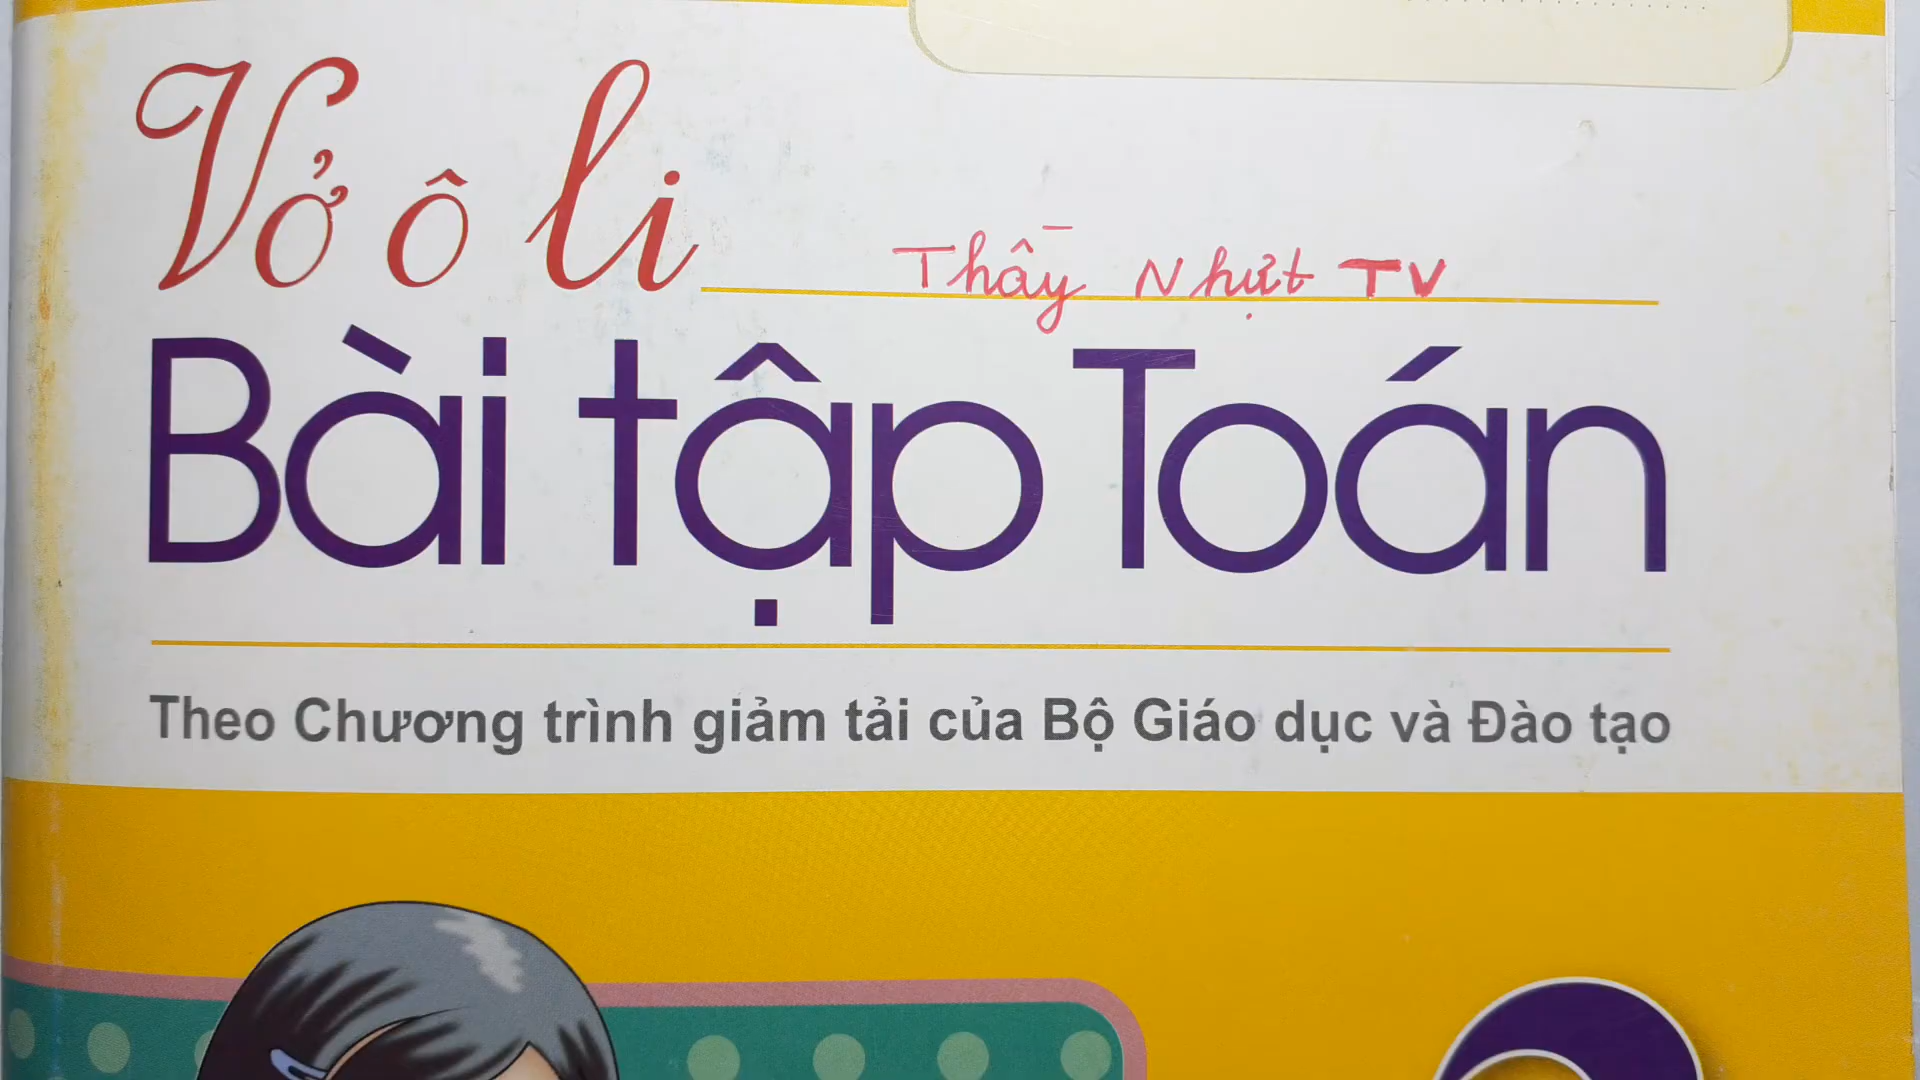 Vở ô li
Thầy Nhựt TV
Bài tập Toán
Theo Chương trình giảm tải của Bộ Giáo dục và Đào tạo